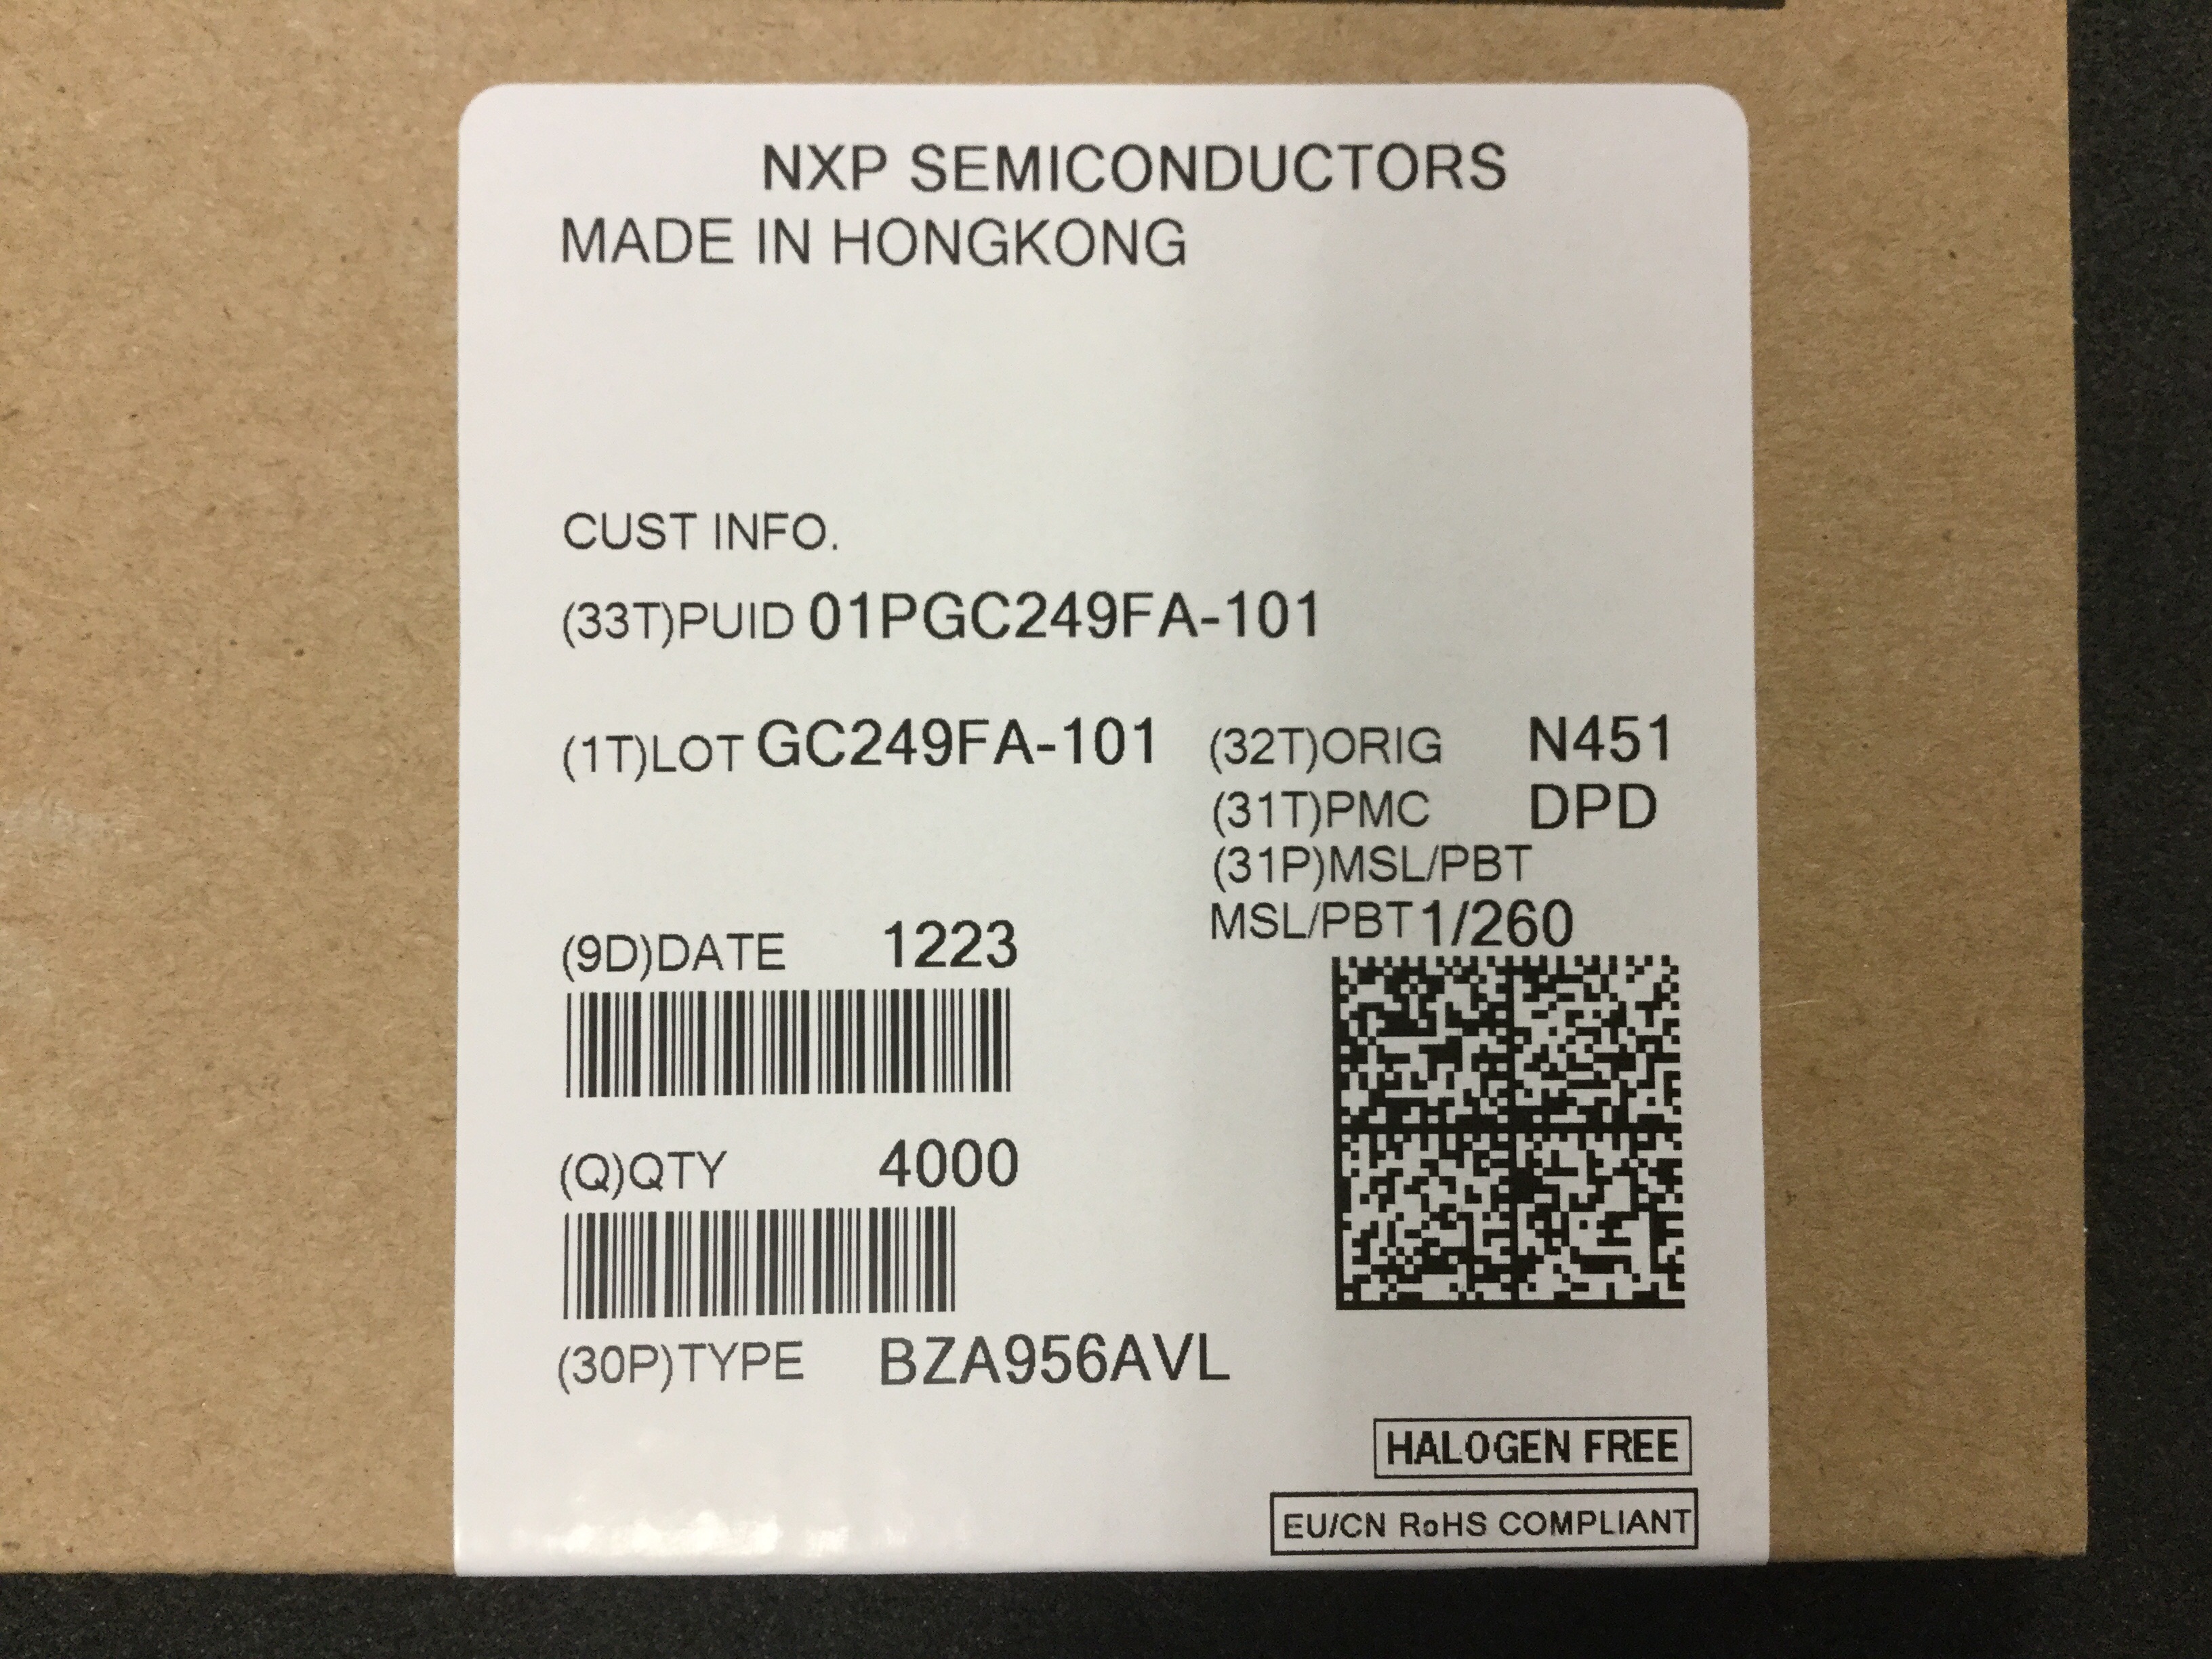 NXP SEMICONDUCTORS
MADE IN HONGKONG
CUST INFO.
(33T)PUID 01PGC249FA-101
(1T)LOT GC249FA-101 (32T)ORIG N451
(31T)PMC DPD
(31P)MSL/PBT
MSL/PBT 1/260
(9D)DATE 1223
(Q)QTY 4000
(30P)TYPE BZA956AVL
HALOGEN FREE
EU/CN RoHS COMPLIANT